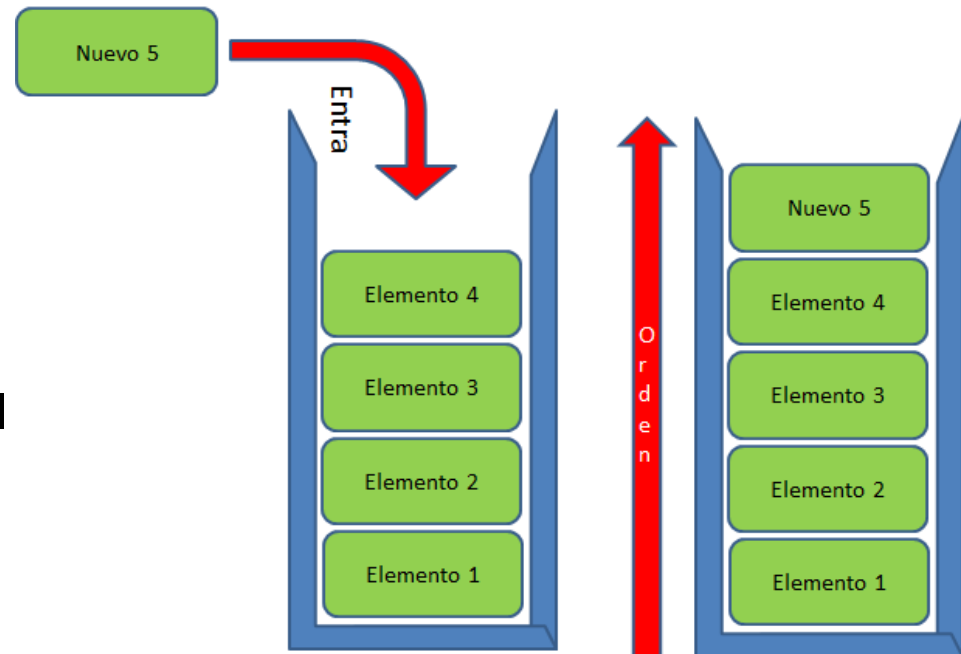 Nuevo 5
Entra
Elemento 4
Elemento 3
Elemento 2
Elemento 1
Orden
Nuevo 5
Elemento 4
Elemento 3
Elemento 2
Elemento 1